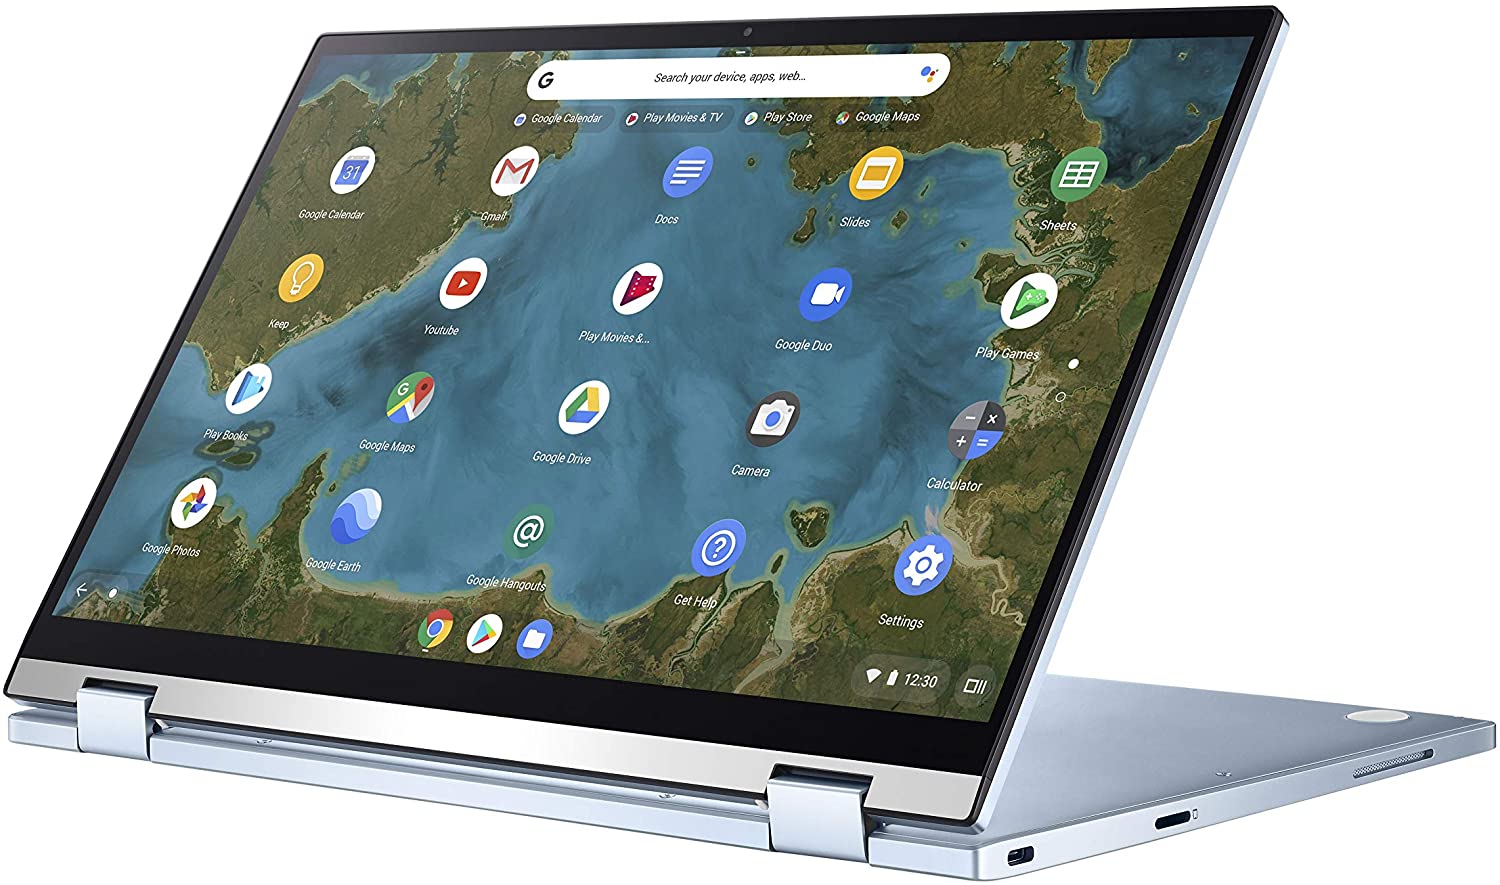 G
Search your device, apps, web...
Google Calendar
Play Movies & TV
Play Store
Google Maps
31
Google Calendar
Gmail
Docs
Slides
Sheets
Keep
Youtube
Play Movies &...
Google Duo
Play Games
Play Books
G
Google Maps
Google Drive
Camera
− × + =
Calculator
Google Photos
Google Earth
@
Google Hangouts
?
Get Help
Settings
12:30